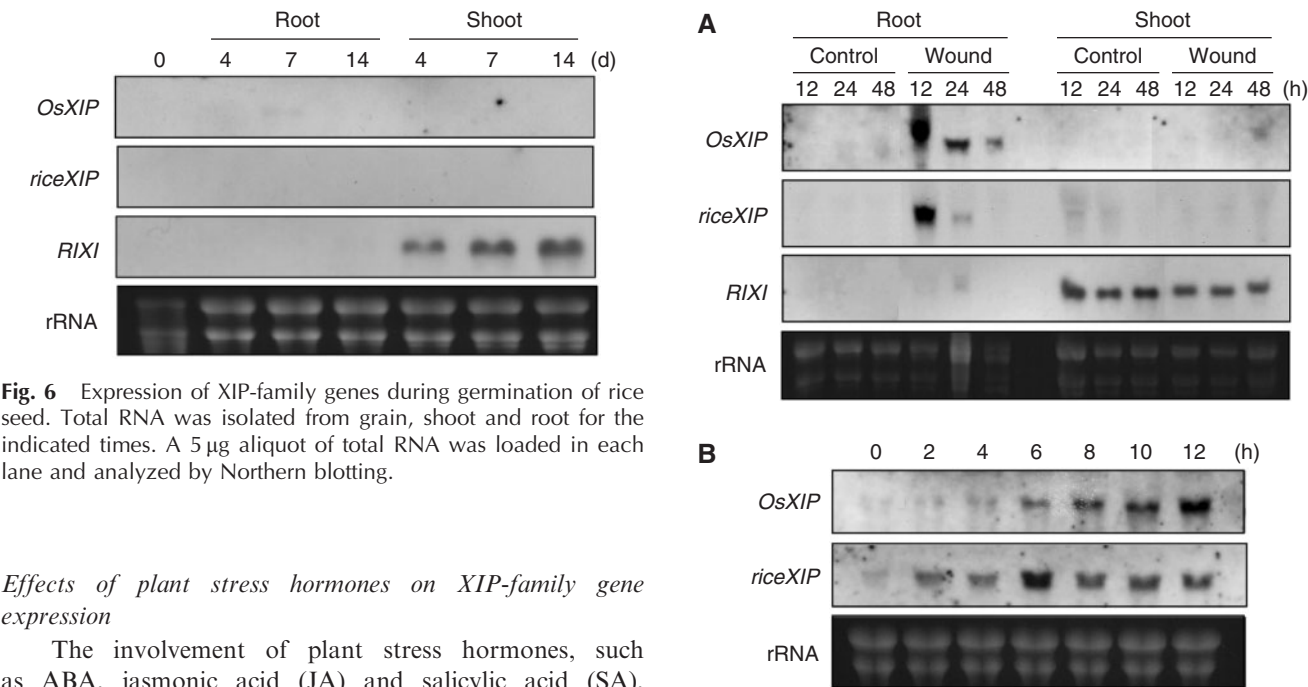 Root Shoot
0 4 7 14 4 7 14 (d)
OsXIP
riceXIP
RIXI
rRNA
Fig. 6 Expression of XIP-family genes during germination of rice
seed. Total RNA was isolated from grain, shoot and root for the
indicated times. A 5 μg aliquot of total RNA was loaded in each
lane and analyzed by Northern blotting.
Effects of plant stress hormones on XIP-family gene
expression
The involvement of plant stress hormones, such
as ABA, jasmonic acid (JA) and salicylic acid (SA),
A
Root Shoot
Control Wound Control Wound
12 24 48 12 24 48 12 24 48 12 24 48 (h)
OsXIP
riceXIP
RIXI
rRNA
B
0 2 4 6 8 10 12 (h)
OsXIP
riceXIP
rRNA